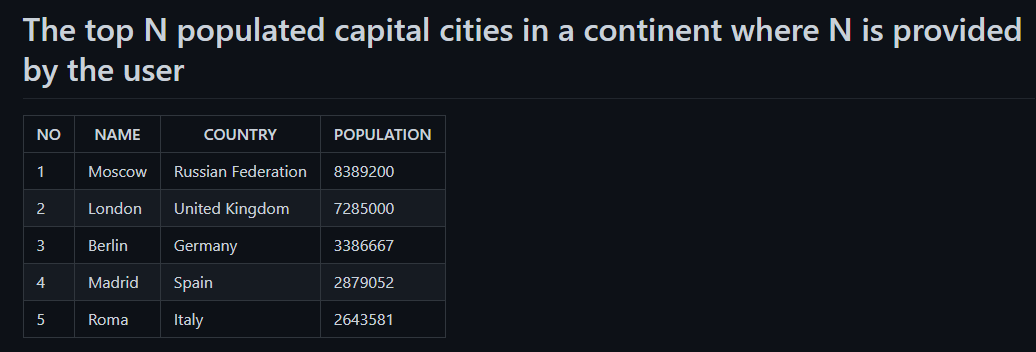 The top N populated capital cities in a continent where N is provided
by the user
NO NAME COUNTRY POPULATION
1 Moscow Russian Federation 8389200
2 London United Kingdom 7285000
3 Berlin Germany 3386667
4 Madrid Spain 2879052
5 Roma Italy 2643581